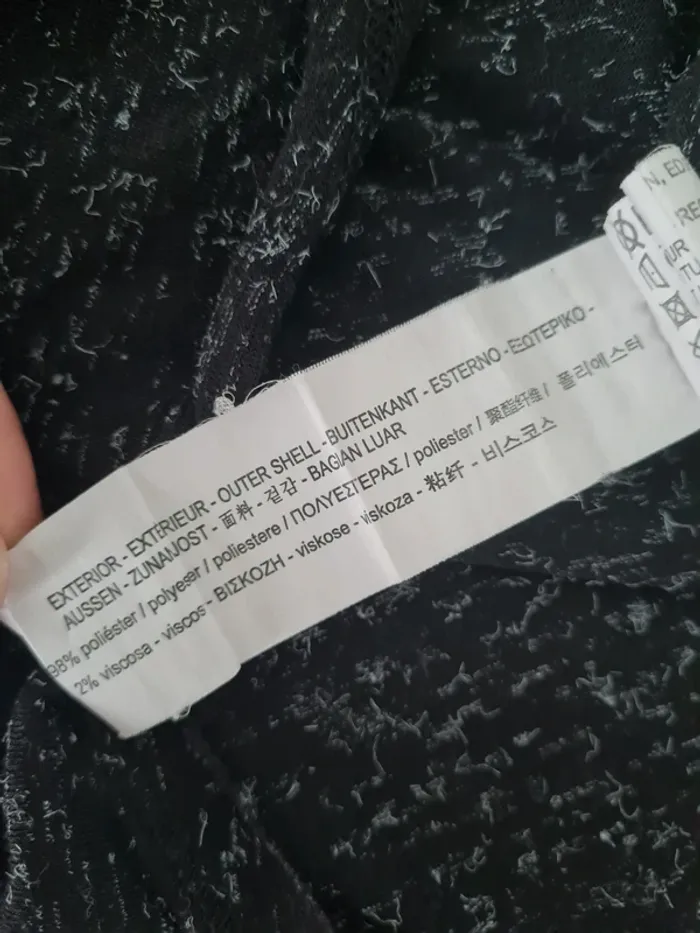 EXTERIOR - EXTÉRIEUR - OUTER SHELL - BUITENKANT - ESTERNO - ΕΞΩΤΕΡΙΚΟ -
AUSSEN - ZUNANJOST - 面料 - 겉감 - BAGIAN LUAR
98% poliéster / polyester / poliestere / ΠΟΛΥΕΣΤΕΡΑΣ / poliester / 聚酯纤维 / 폴리에스터
2% viscosa - viscos - ΒΙΣΚΟΖΗ - viskose - viskoza - 粘纤 - 비스코스